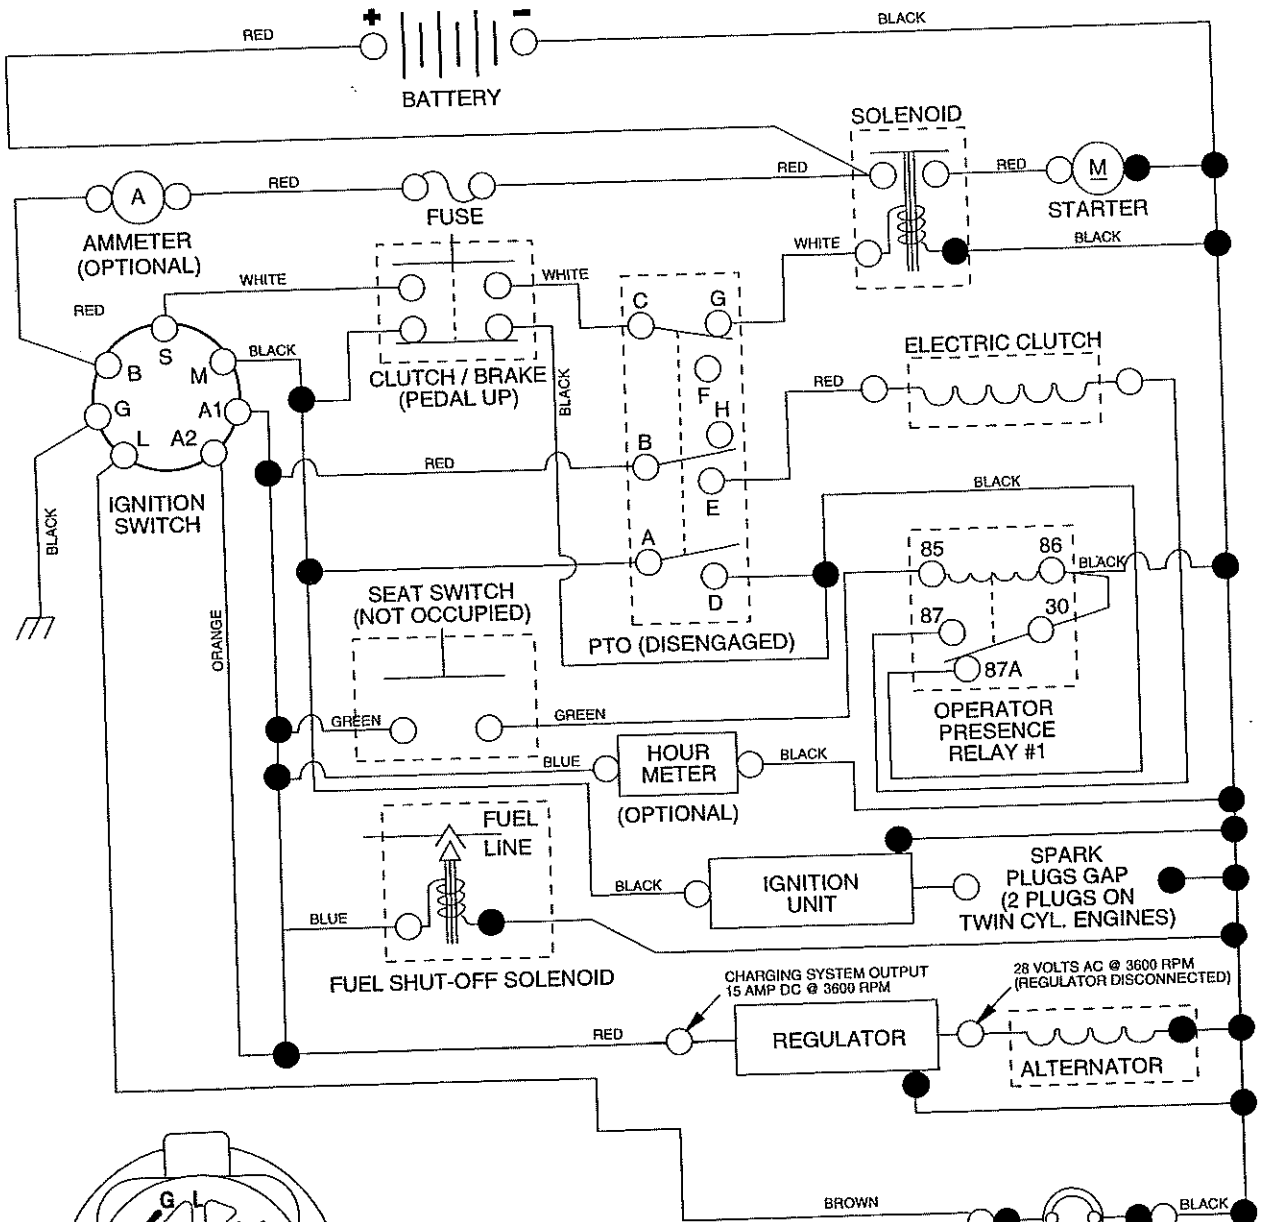 + -
RED
BLACK
BATTERY
SOLENOID
RED
A
RED
RED
M
FUSE
STARTER
AMMETER
(OPTIONAL)
WHITE
BLACK
WHITE
WHITE
RED
C G
S
B
M
BLACK
ELECTRIC CLUTCH
CLUTCH / BRAKE
(PEDAL UP)
BLACK
F
RED
G
A1
H
L
A2
B
RED
E
BLACK
IGNITION
SWITCH
BLACK
A
85
86
BLACK
D
SEAT SWITCH
(NOT OCCUPIED)
87
30
ORANGE
PTO (DISENGAGED)
87A
OPERATOR
PRESENCE
RELAY #1
GREEN
GREEN
BLUE
HOUR
METER
BLACK
(OPTIONAL)
FUEL
LINE
SPARK
PLUGS GAP
(2 PLUGS ON
TWIN CYL. ENGINES)
BLACK
IGNITION
UNIT
BLUE
FUEL SHUT-OFF SOLENOID
CHARGING SYSTEM OUTPUT
15 AMP DC @ 3600 RPM
28 VOLTS AC @ 3600 RPM
(REGULATOR DISCONNECTED)
RED
REGULATOR
ALTERNATOR
G L
BROWN
BLACK